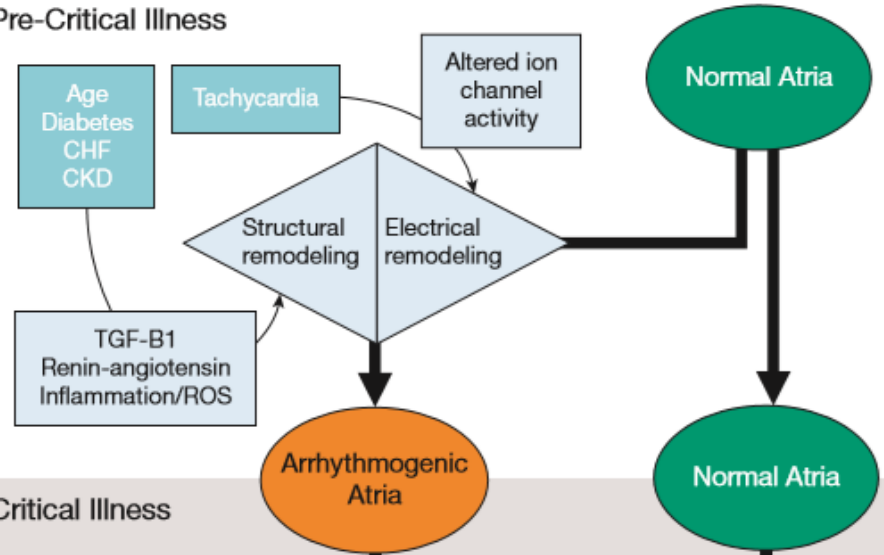 Pre-Critical Illness
Age
Diabetes
CHF
CKD
Tachycardia
Altered ion
channel
activity
Normal Atria
Structural
remodeling
Electrical
remodeling
TGF-B1
Renin-angiotensin
Inflammation/ROS
Arrhythmogenic
Atria
Normal Atria
Critical Illness